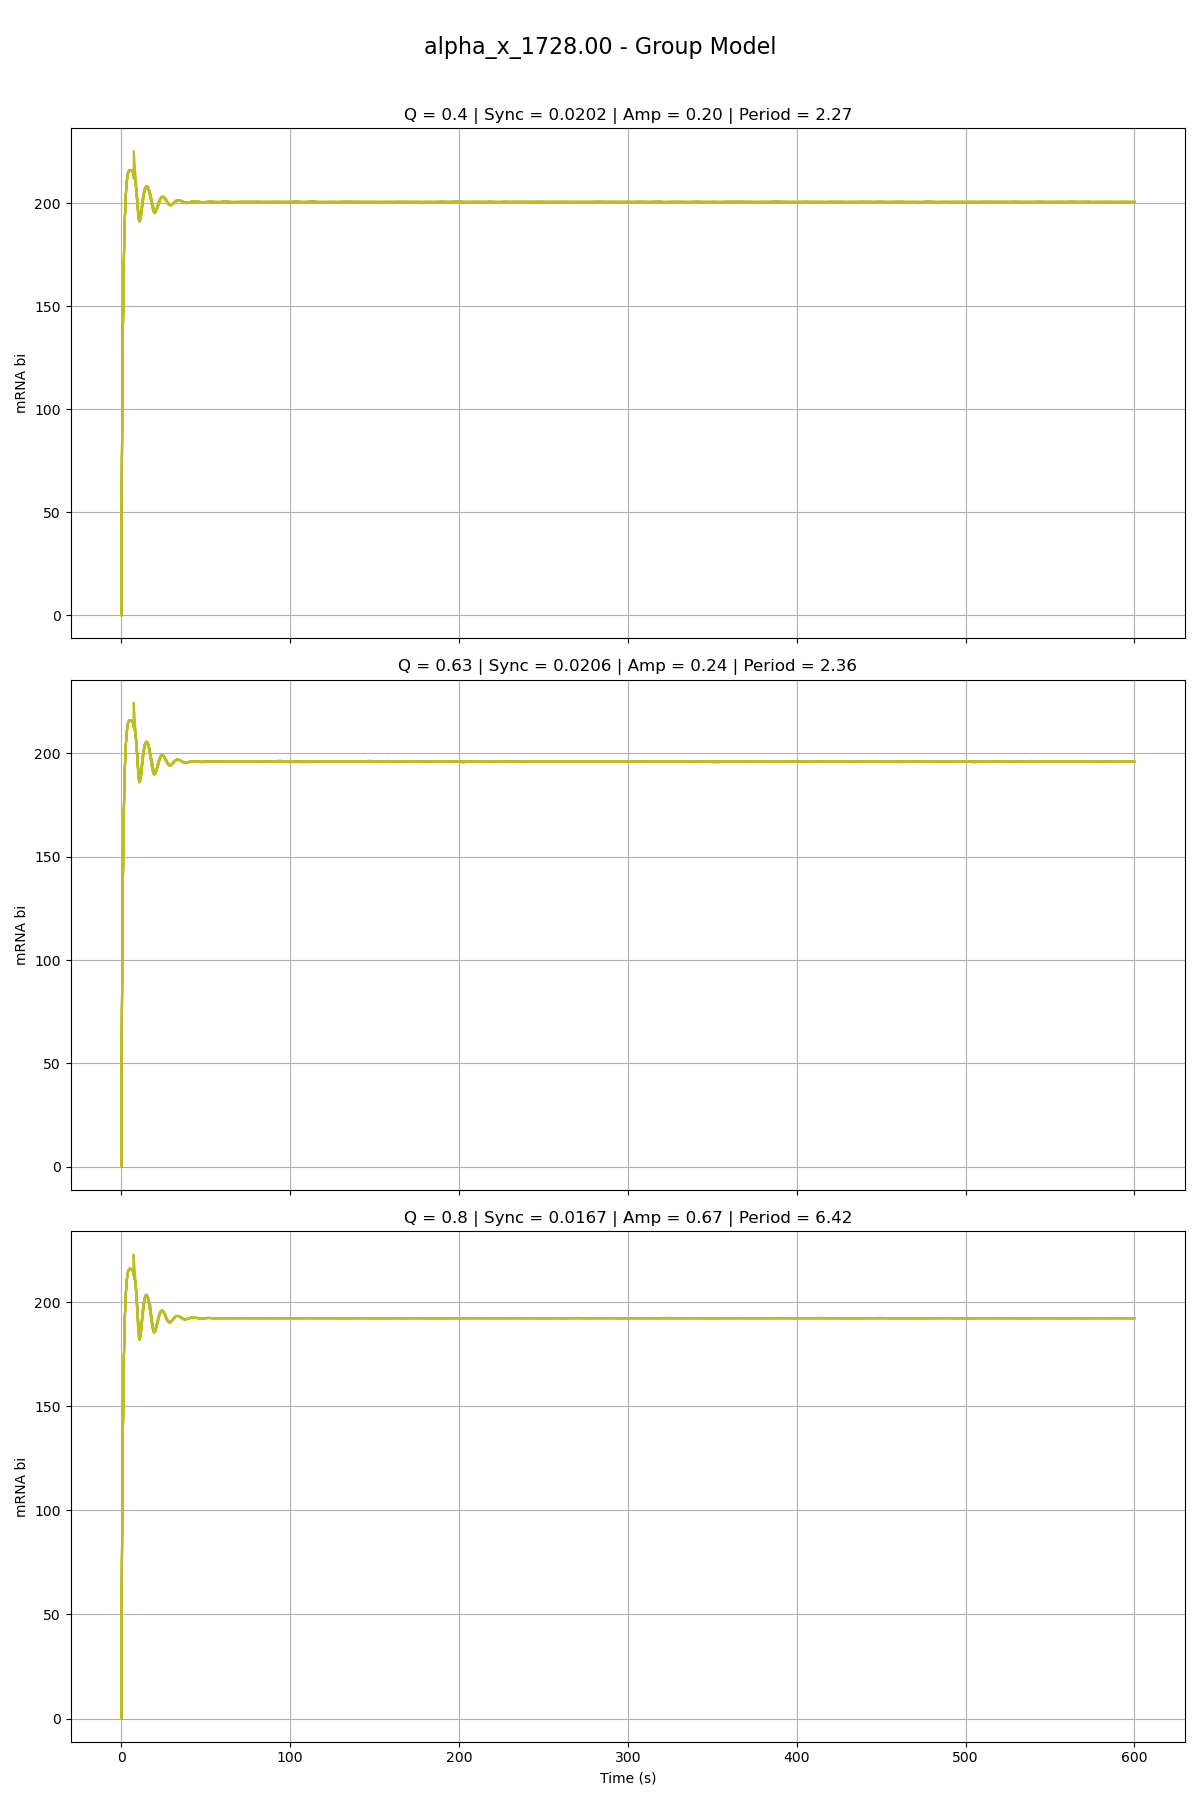 alpha_x_1728.00 - Group Model
Q = 0.4 | Sync = 0.0202 | Amp = 0.20 | Period = 2.27
200
150
100
50
0
mRNA bi
Q = 0.63 | Sync = 0.0206 | Amp = 0.24 | Period = 2.36
200
150
100
50
0
mRNA bi
Q = 0.8 | Sync = 0.0167 | Amp = 0.67 | Period = 6.42
200
150
100
50
0
mRNA bi
0 100 200 300 400 500 600
Time (s)